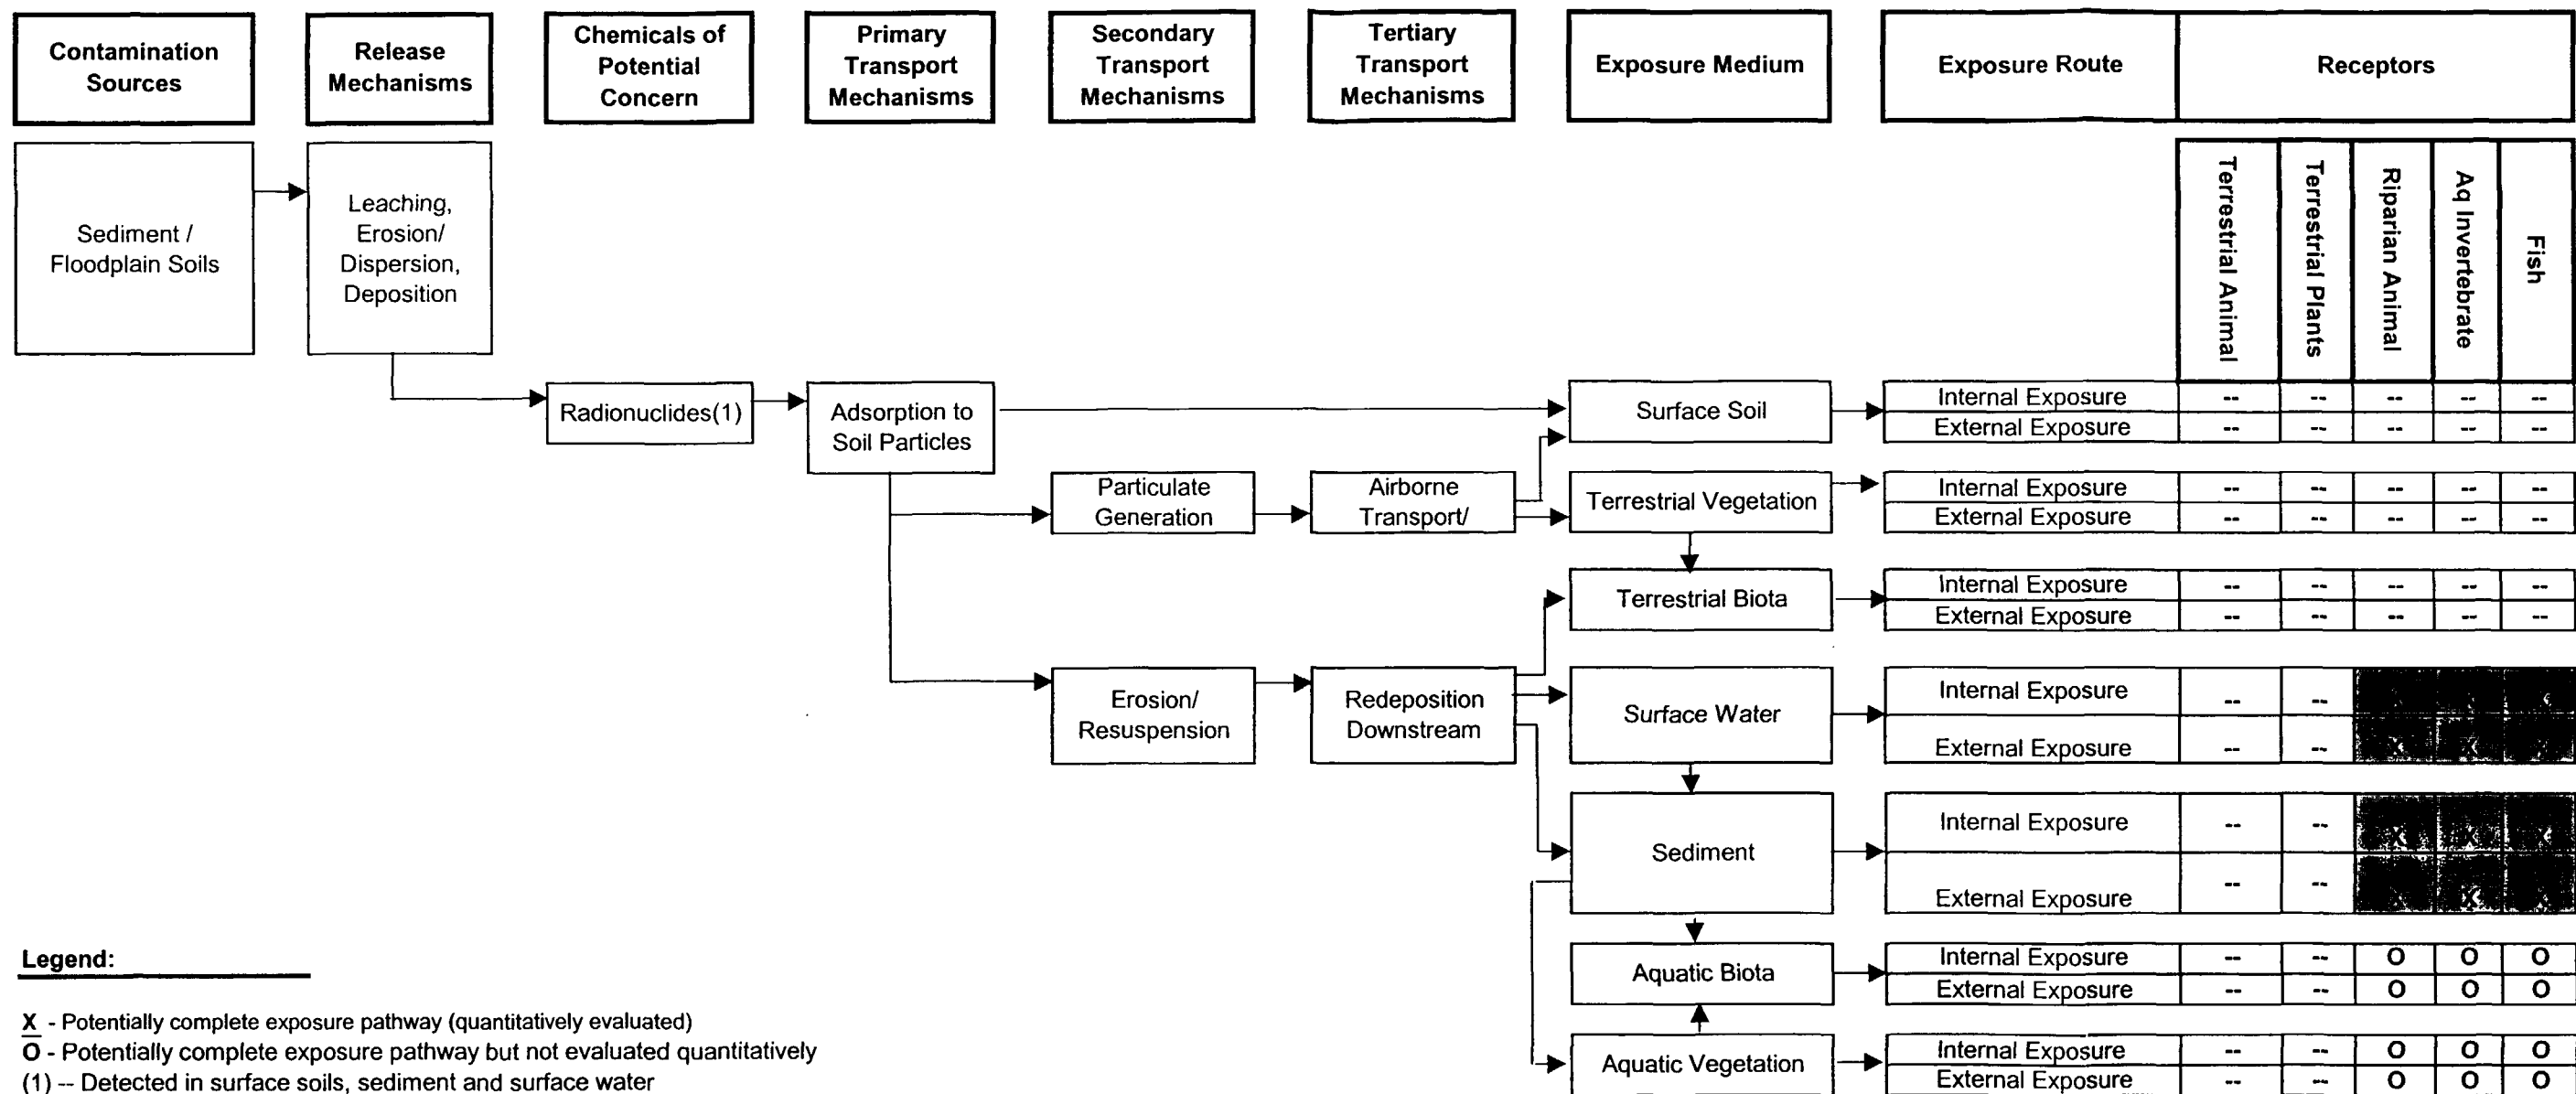 Contamination
Sources
Release
Mechanisms
Chemicals of
Potential
Concern
Primary
Transport
Mechanisms
Secondary
Transport
Mechanisms
Tertiary
Transport
Mechanisms
Exposure Medium
Exposure Route
Receptors
Sediment /
Floodplain Soils
Leaching,
Erosion/
Dispersion,
Deposition
Terrestrial Animal
Terrestrial Plants
Riparian Animal
Aq Invertebrate
Fish
Radionuclides(1)
Adsorption to
Soil Particles
Surface Soil
Internal Exposure -- -- -- -- --
External Exposure -- -- -- -- --
Particulate
Generation
Airborne
Transport/
Terrestrial Vegetation
Internal Exposure -- -- -- -- --
External Exposure -- -- -- -- --
Terrestrial Biota
Internal Exposure -- -- -- -- --
External Exposure -- -- -- -- --
Erosion/
Resuspension
Redeposition
Downstream
Surface Water
Internal Exposure -- --
External Exposure -- -- X X X
Sediment
Internal Exposure -- -- X X X
External Exposure -- -- X
Aquatic Biota
Internal Exposure -- -- O O O
External Exposure -- -- O O O
Aquatic Vegetation
Internal Exposure -- -- O O O
External Exposure -- -- O O O
Legend:
X - Potentially complete exposure pathway (quantitatively evaluated)
O - Potentially complete exposure pathway but not evaluated quantitatively
(1) -- Detected in surface soils, sediment and surface water